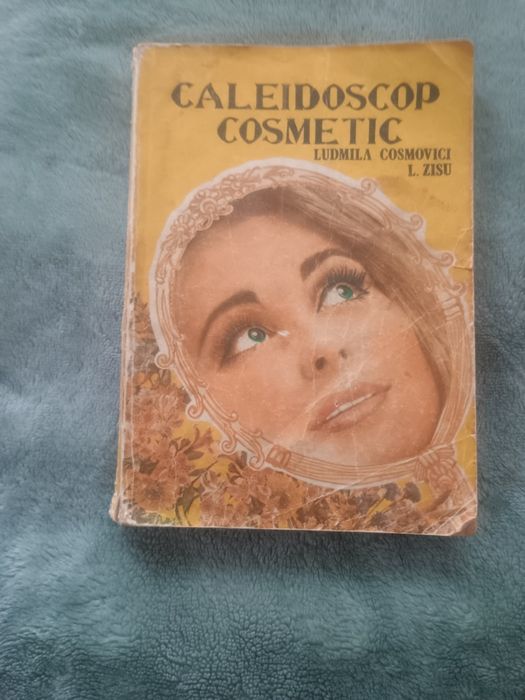 CALEIDOSCOP
COSMETIC
LUDMILA COSMOVICI
L. ZISU